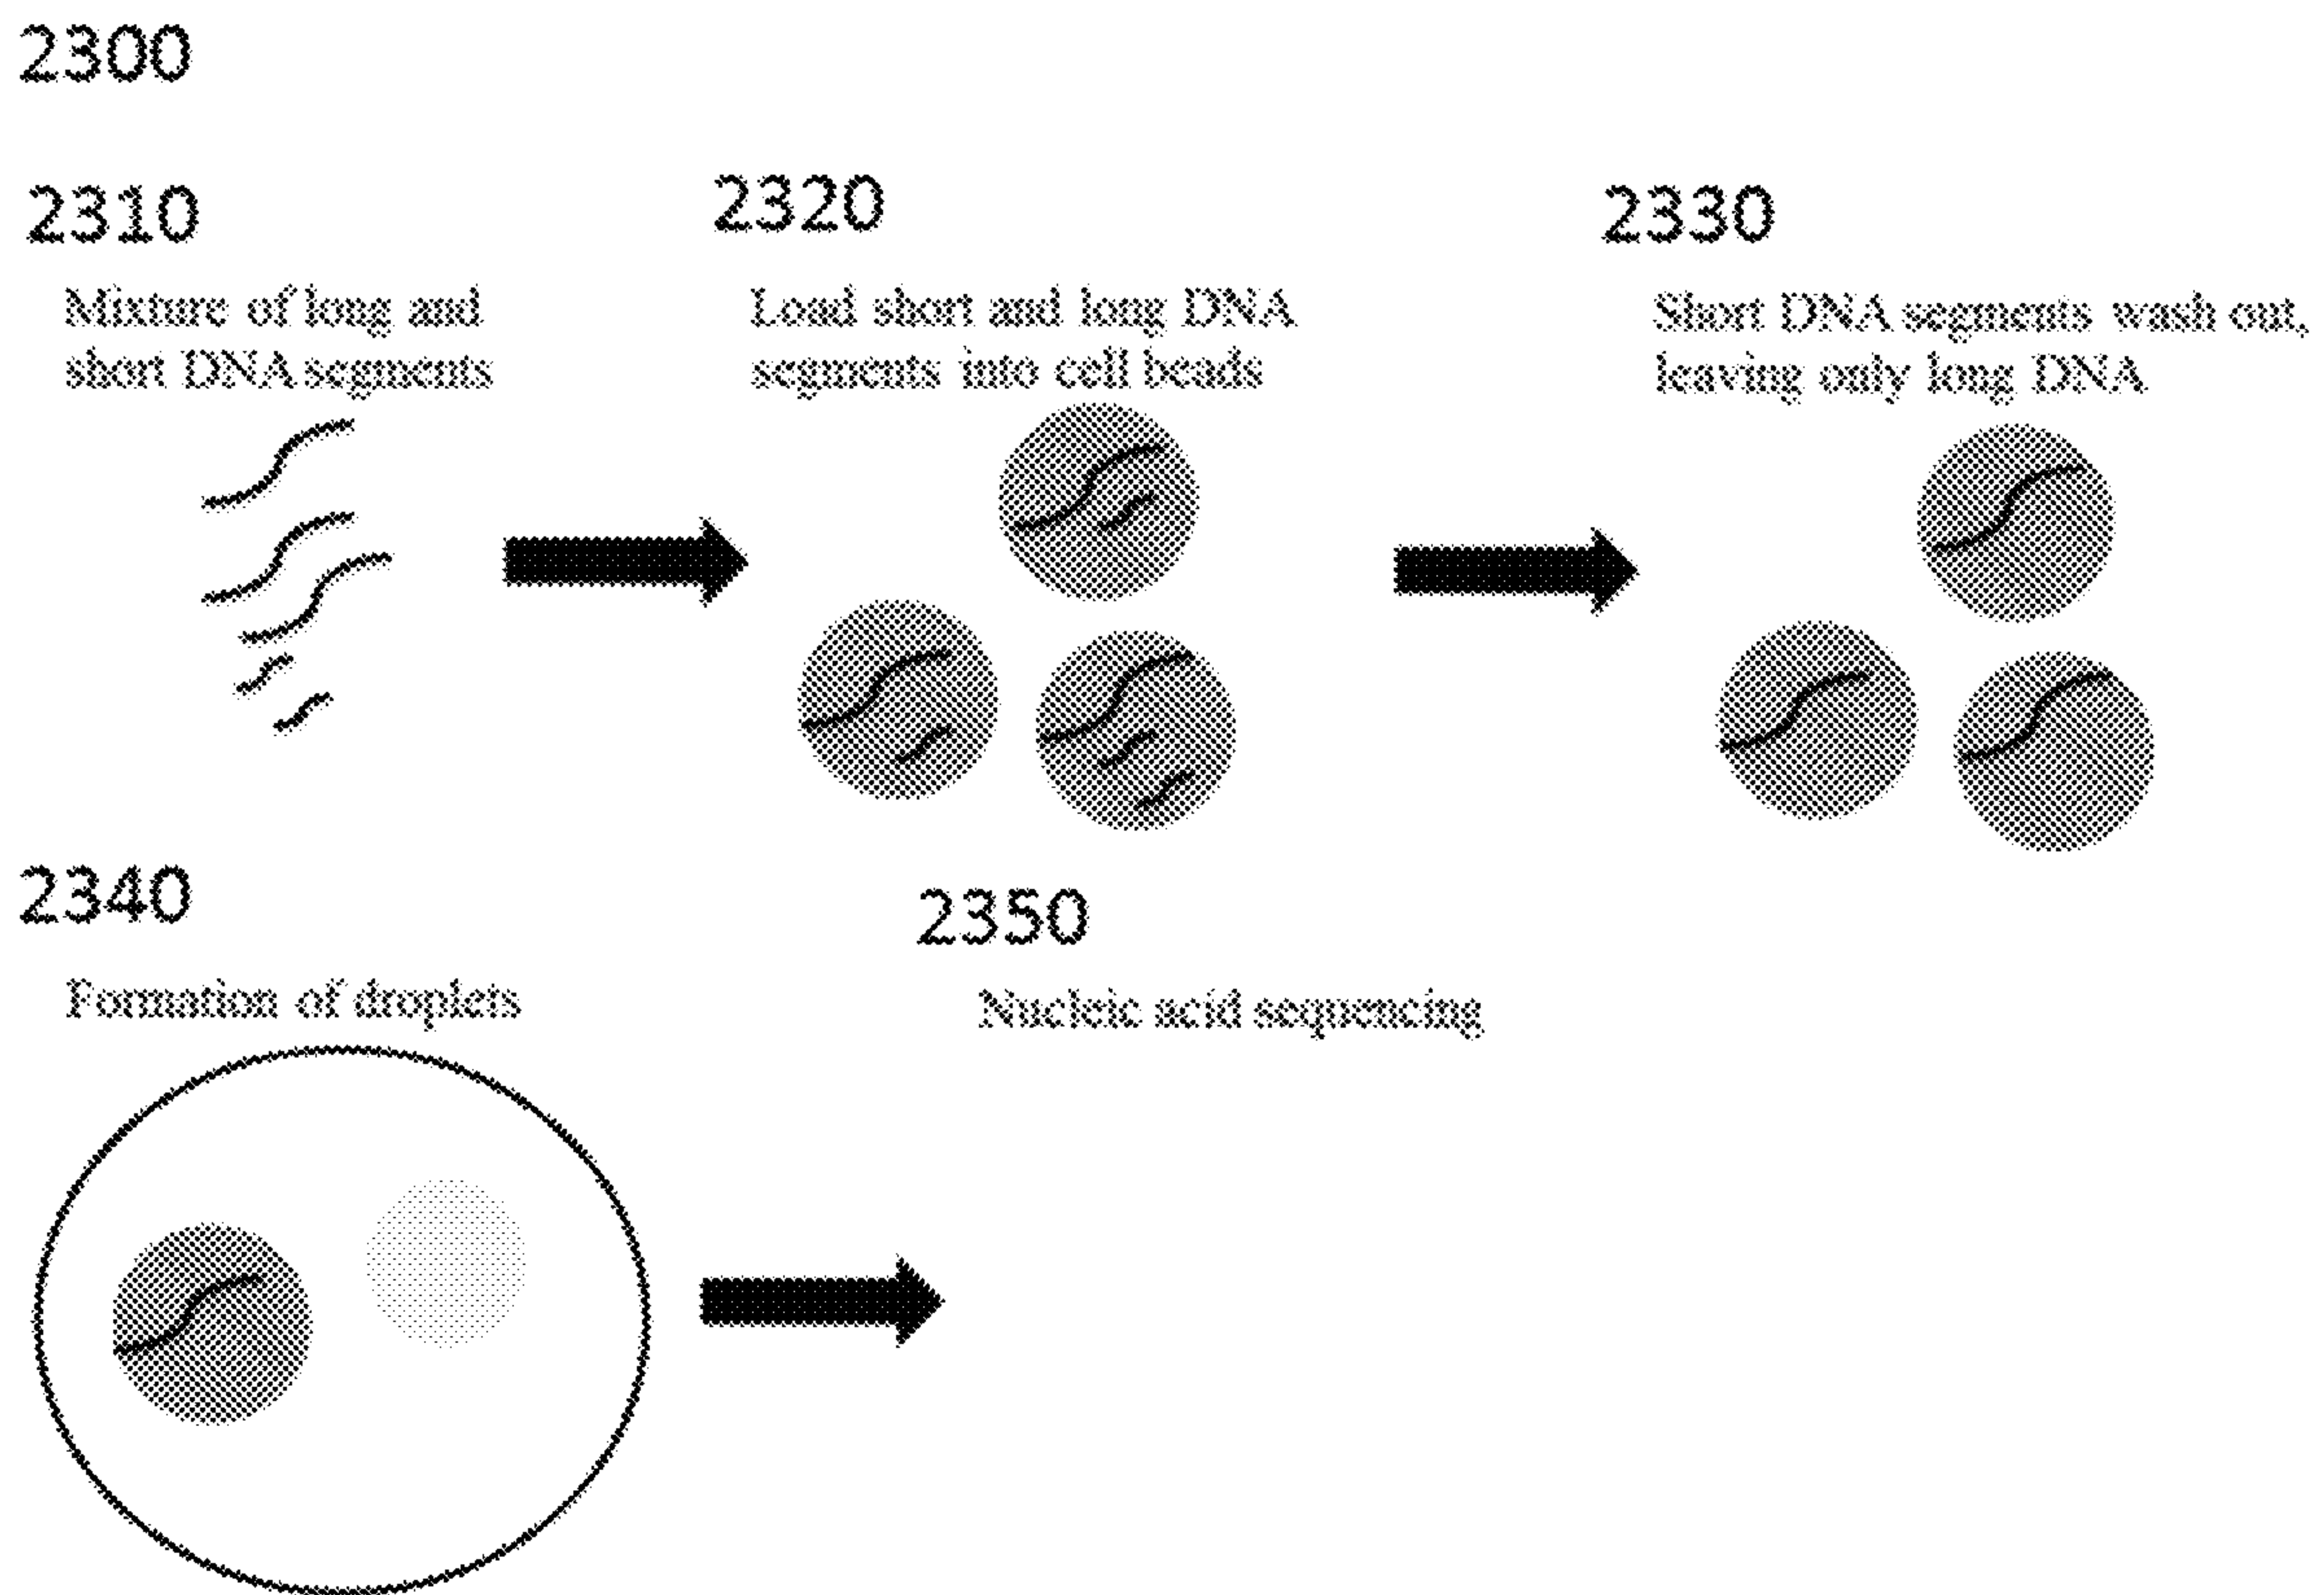 2300
2310
Mixture of long and
short DNA segments
2320
Load short and long DNA
segments into cell beads
2330
Short DNA segments wash out,
leaving only long DNA
2340
Formation of droplets
2350
Nucleic acid sequencing